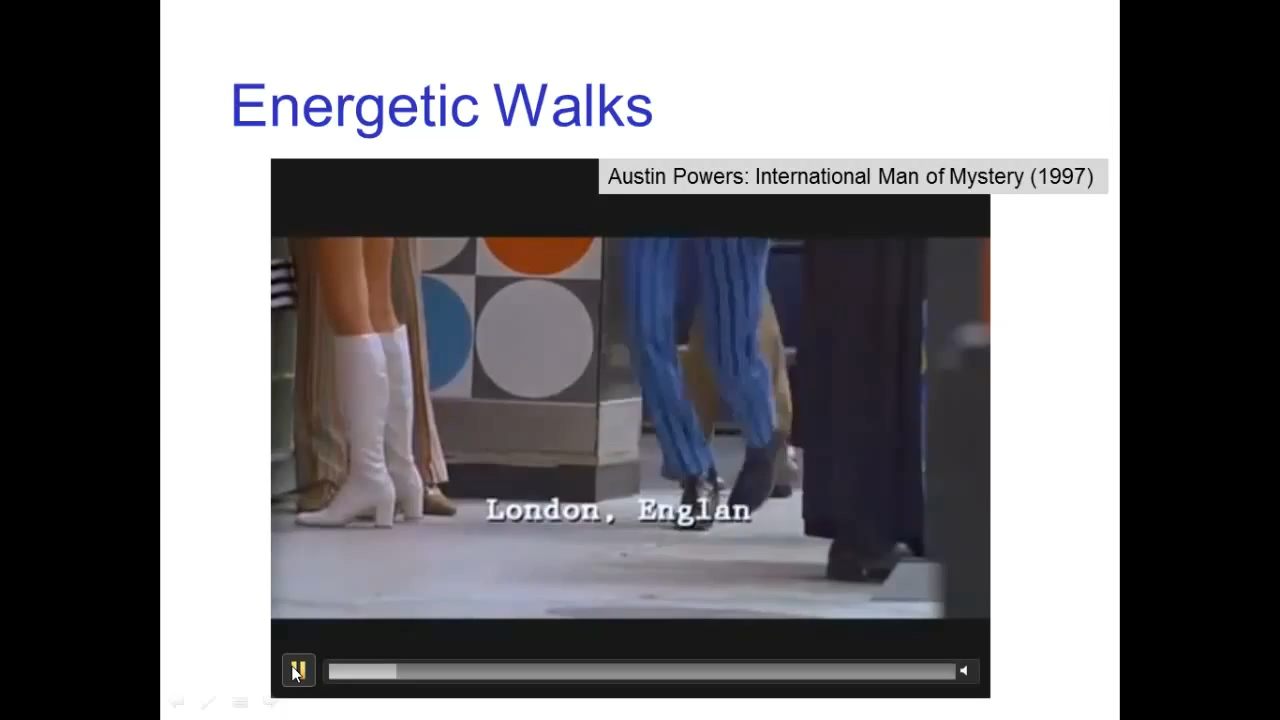 Energetic Walks
Austin Powers: International Man of Mystery (1997)
London, Englan